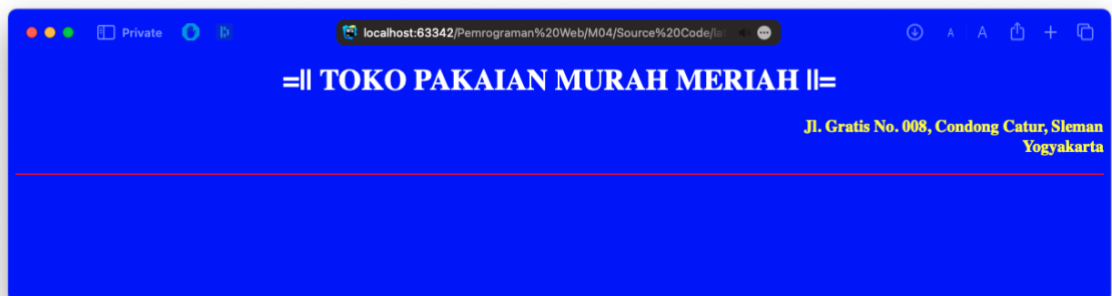 Private
localhost:63342/Pemrograman%20Web/M04/Source%20Code/
A A
=|| TOKO PAKAIAN MURAH MERIAH ||=
Jl. Gratis No. 008, Condong Catur, Sleman
Yogyakarta